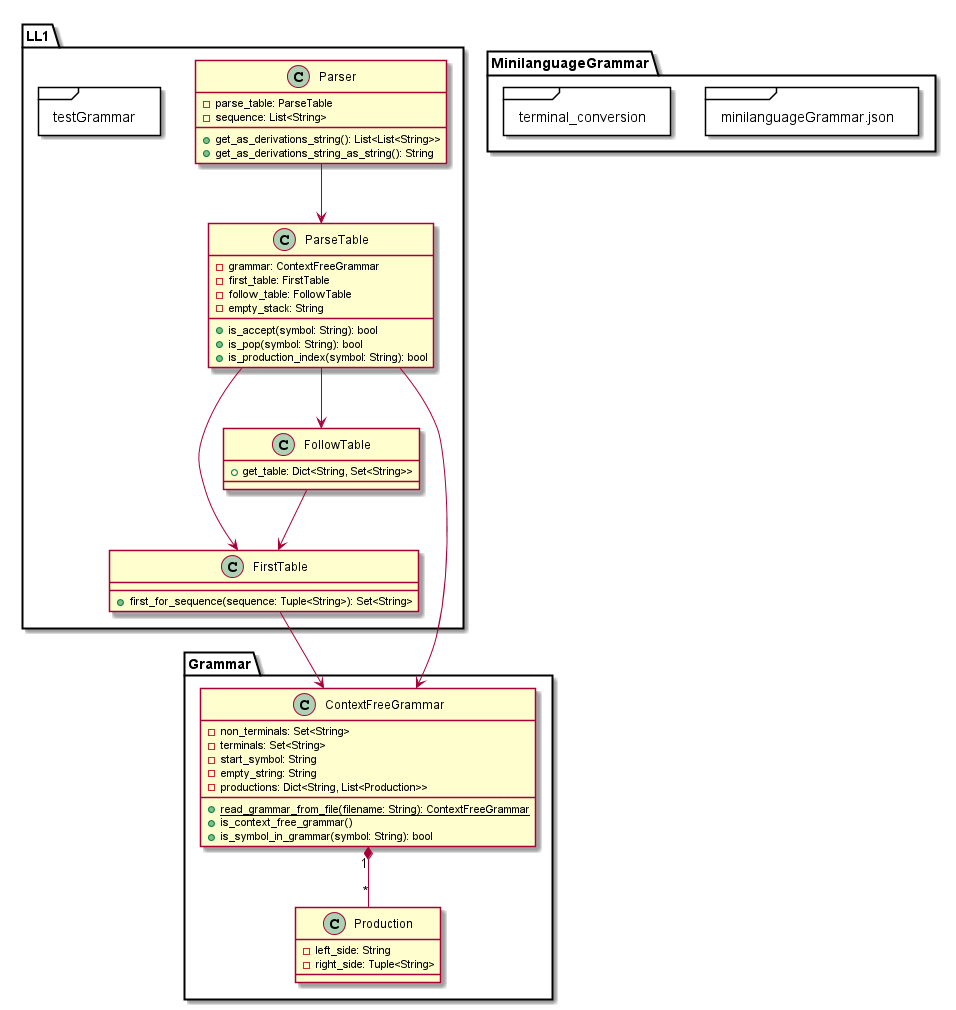 LL1
testGrammar
C Parser
parse_table: ParseTable
sequence: List<String>
get_as_derivations_string(): List<List<String>>
get_as_derivations_string_as_string(): String
MinilanguageGrammar
terminal_conversion
minilanguageGrammar.json
C ParseTable
grammar: ContextFreeGrammar
first_table: FirstTable
follow_table: FollowTable
empty_stack: String
is_accept(symbol: String): bool
is_pop(symbol: String): bool
is_production_index(symbol: String): bool
C FollowTable
get_table: Dict<String, Set<String>>
C FirstTable
first_for_sequence(sequence: Tuple<String>): Set<String>
Grammar
C ContextFreeGrammar
non_terminals: Set<String>
terminals: Set<String>
start_symbol: String
empty_string: String
productions: Dict<String, List<Production>>
read_grammar_from_file(filename: String): ContextFreeGrammar
is_context_free_grammar()
is_symbol_in_grammar(symbol: String): bool
1
*
C Production
left_side: String
right_side: Tuple<String>